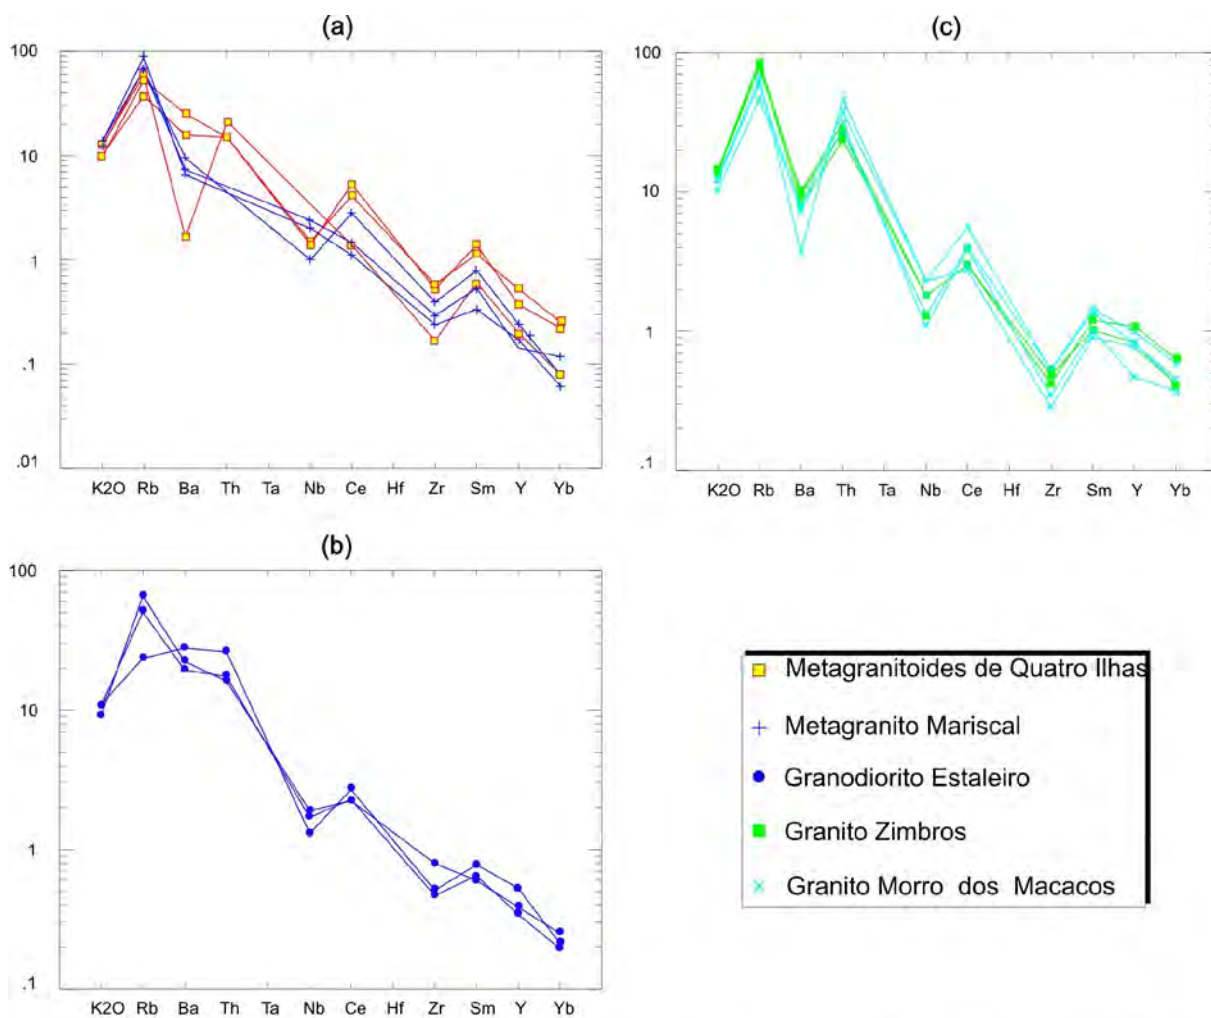 (a)
100
10
1
.1
.01
K2O Rb Ba Th Ta Nb Ce Hf Zr Sm Y Yb
(c)
100
10
1
.1
K2O Rb Ba Th Ta Nb Ce Hf Zr Sm Y Yb
(b)
100
10
1
.1
K2O Rb Ba Th Ta Nb Ce Hf Zr Sm Y Yb
Metagranitoides de Quatro Ilhas
Metagranito Mariscal
Granodiorito Estaleiro
Granito Zimbros
Granito Morro dos Macacos